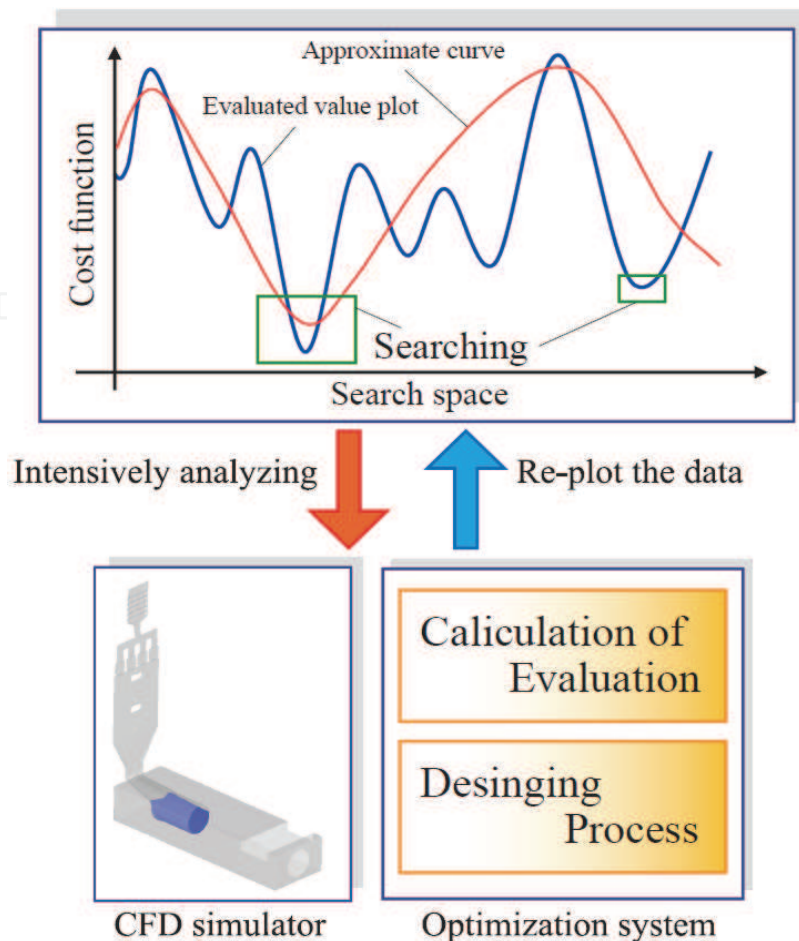 Approximate curve
Evaluated value plot
Cost function
Searching
Search space
Intensively analyzing
Re-plot the data
Caliculation of
Evaluation
Desinging
Process
CFD simulator
Optimization system